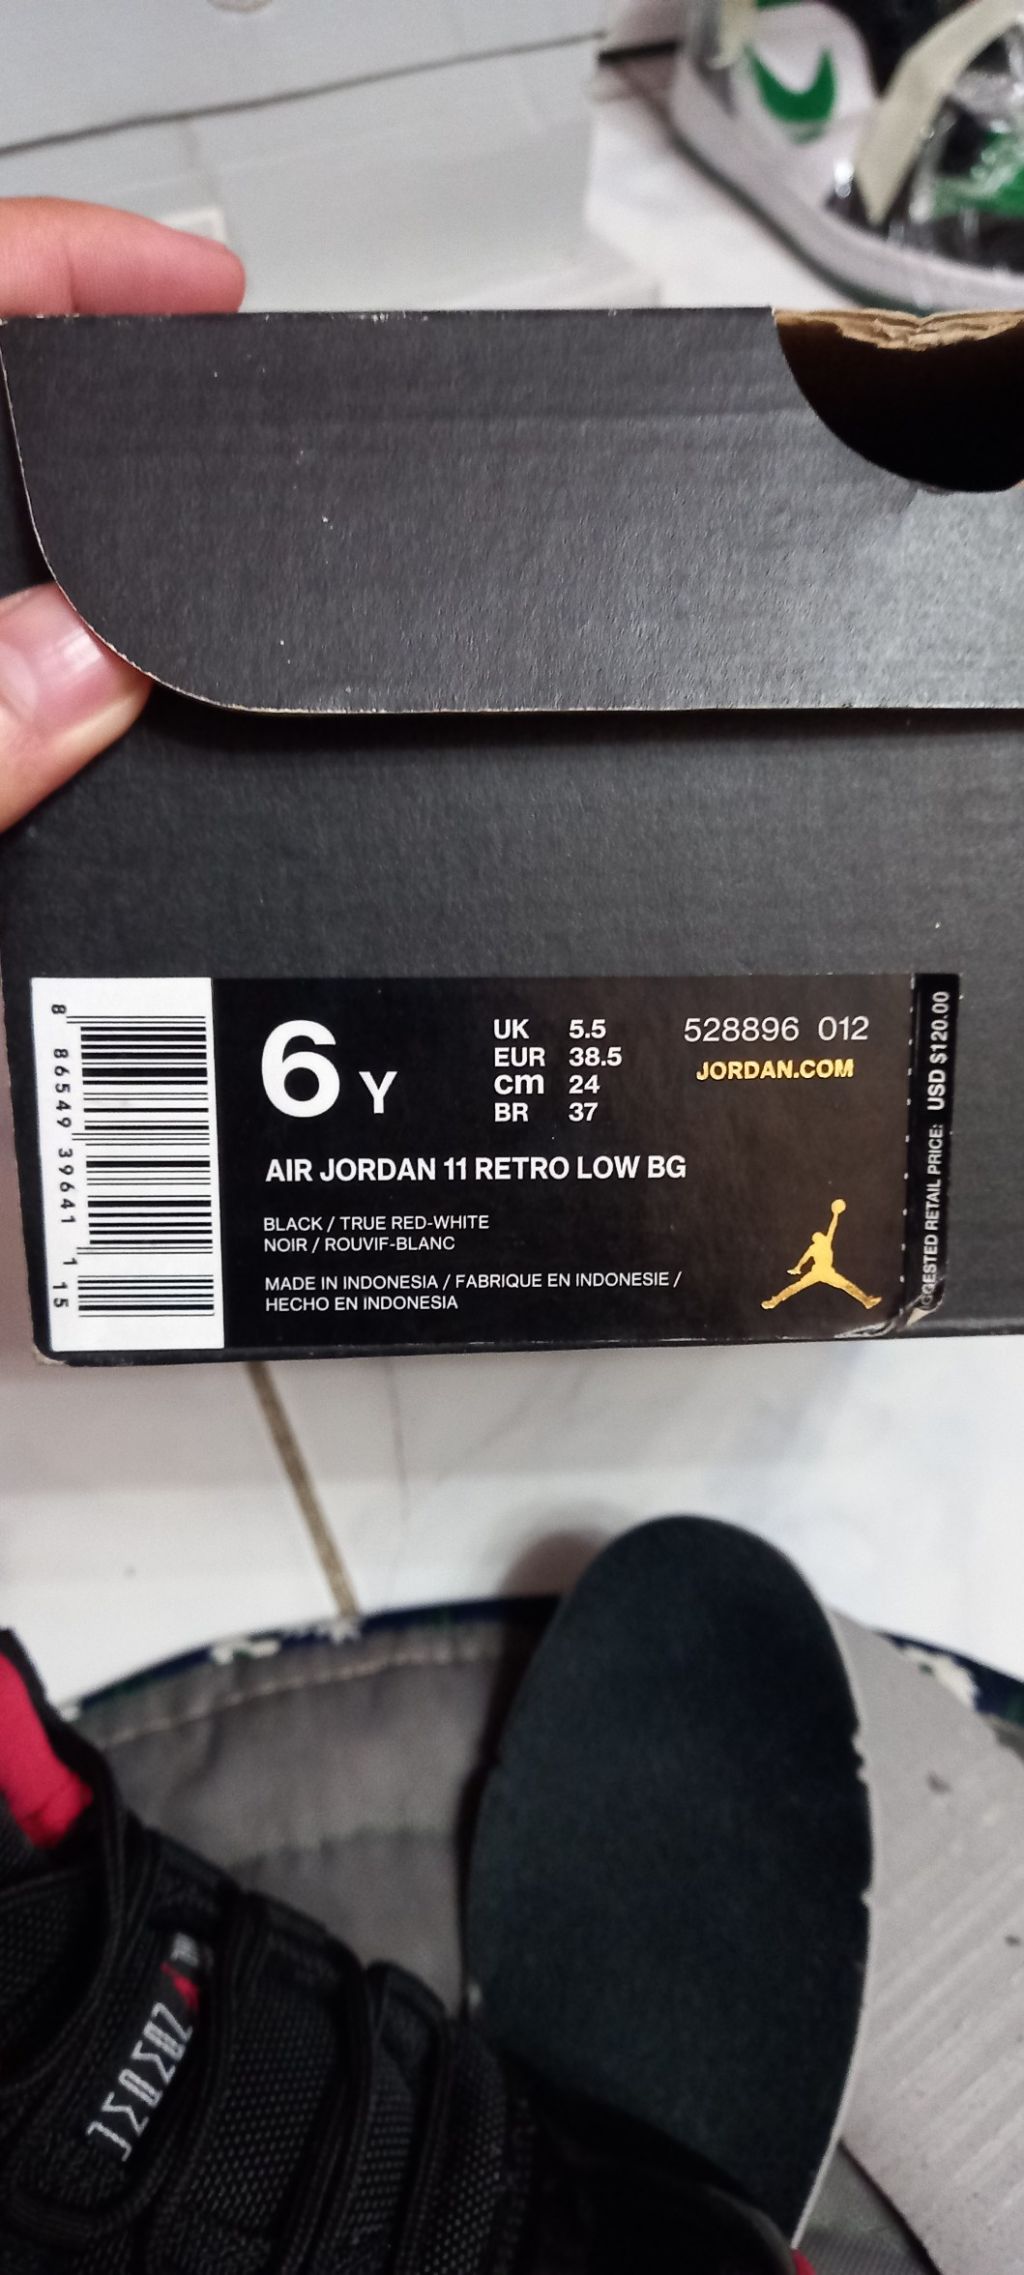 6 Y
UK 5.5
EUR 38.5
cm 24
BR 37
528896 012
JORDAN.COM
AIR JORDAN 11 RETRO LOW BG
BLACK / TRUE RED-WHITE
NOIR / ROUVIF-BLANC
MADE IN INDONESIA / FABRIQUE EN INDONESIE /
HECHO EN INDONESIA
8 86549 39641 1 15
RETAIL PRICE: USD $120.00